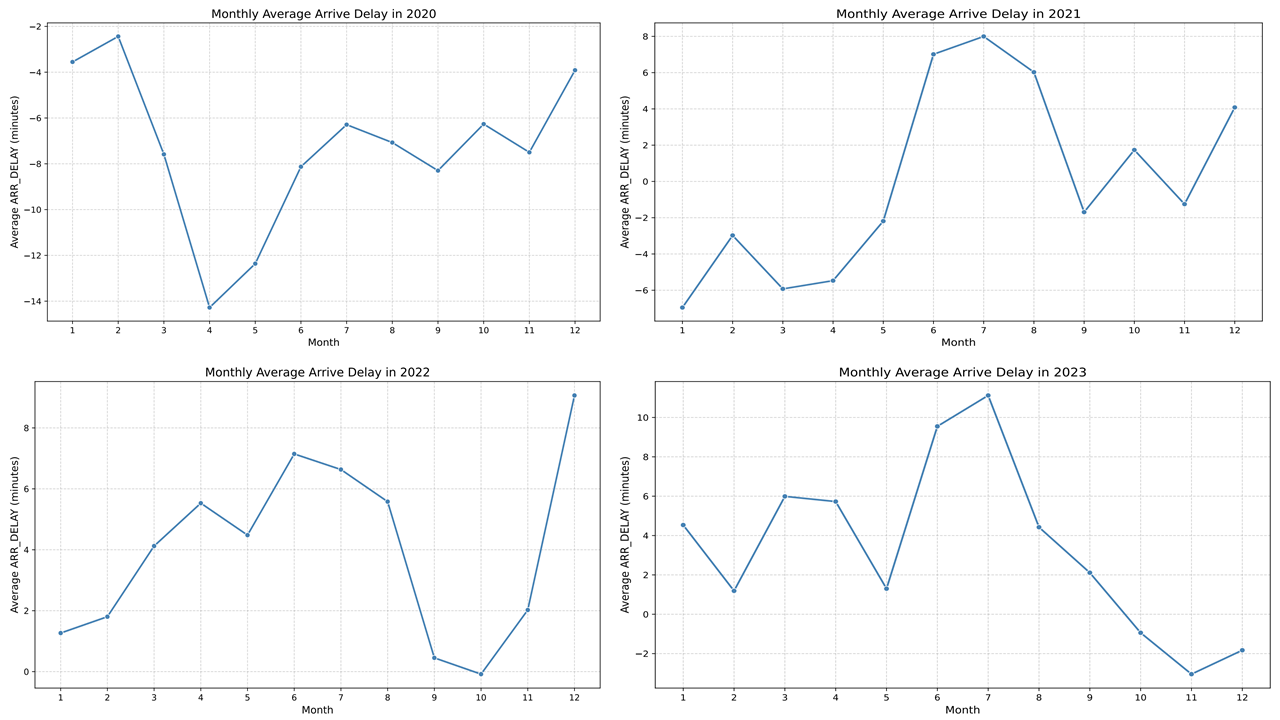 Monthly Average Arrive Delay in 2020
Average ARR_DELAY (minutes)
−2
−4
−6
−8
−10
−12
−14
1 2 3 4 5 6 7 8 9 10 11 12
Month
Monthly Average Arrive Delay in 2021
Average ARR_DELAY (minutes)
8
6
4
2
0
−2
−4
−6
1 2 3 4 5 6 7 8 9 10 11 12
Month
Monthly Average Arrive Delay in 2022
Average ARR_DELAY (minutes)
8
6
4
2
0
1 2 3 4 5 6 7 8 9 10 11 12
Month
Monthly Average Arrive Delay in 2023
Average ARR_DELAY (minutes)
10
8
6
4
2
0
−2
1 2 3 4 5 6 7 8 9 10 11 12
Month